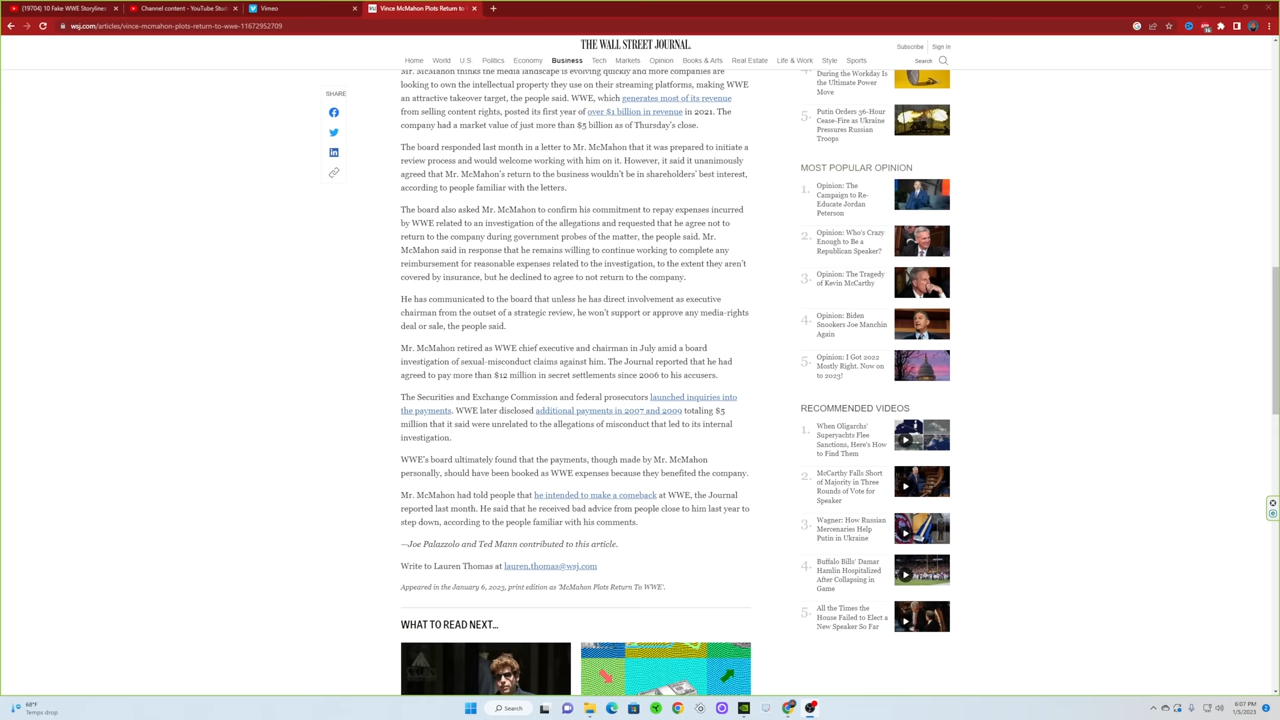 (19704) 10 Fake WWE Storylines
Channel content - YouTube Stud
Vimeo
Vince McMahon Plots Return to
wsj.com/articles/vince-mcmahon-plots-return-to-wwe-11672952709
THE WALL STREET JOURNAL.
Subscribe Sign In
Home World U.S. Politics Economy Business Tech Markets Opinion Books & Arts Real Estate Life & Work Style Sports Search
SHARE
Mr. McMahon thinks the media landscape is evolving quickly and more companies are
looking to own the intellectual property they use on their streaming platforms, making WWE
an attractive takeover target, the people said. WWE, which generates most of its revenue
from selling content rights, posted its first year of over $1 billion in revenue in 2021. The
company had a market value of just more than $5 billion as of Thursday's close.
The board responded last month in a letter to Mr. McMahon that it was prepared to initiate a
review process and would welcome working with him on it. However, it said it unanimously
agreed that Mr. McMahon's return to the business wouldn't be in shareholders' best interest,
according to people familiar with the letters.
The board also asked Mr. McMahon to confirm his commitment to repay expenses incurred
by WWE related to an investigation of the allegations and requested that he agree not to
return to the company during government probes of the matter, the people said. Mr.
McMahon said in response that he remains willing to continue working to complete any
reimbursement for reasonable expenses related to the investigation, to the extent they aren't
covered by insurance, but he declined to agree to not return to the company.
He has communicated to the board that unless he has direct involvement as executive
chairman from the outset of a strategic review, he won't support or approve any media-rights
deal or sale, the people said.
Mr. McMahon retired as WWE chief executive and chairman in July amid a board
investigation of sexual-misconduct claims against him. The Journal reported that he had
agreed to pay more than $12 million in secret settlements since 2006 to his accusers.
The Securities and Exchange Commission and federal prosecutors launched inquiries into
the payments. WWE later disclosed additional payments in 2007 and 2009 totaling $5
million that it said were unrelated to the allegations of misconduct that led to its internal
investigation.
WWE's board ultimately found that the payments, though made by Mr. McMahon
personally, should have been booked as WWE expenses because they benefited the company.
Mr. McMahon had told people that he intended to make a comeback at WWE, the Journal
reported last month. He said that he received bad advice from people close to him last year to
step down, according to the people familiar with his comments.
—Joe Palazzolo and Ted Mann contributed to this article.
Write to Lauren Thomas at lauren.thomas@wsj.com
Appeared in the January 6, 2023, print edition as 'McMahon Plots Return To WWE'.
WHAT TO READ NEXT...
4.
During the Workday Is
the Ultimate Power
Move
5.
Putin Orders 36-Hour
Cease-Fire as Ukraine
Pressures Russian
Troops
MOST POPULAR OPINION
1.
Opinion: The
Campaign to Re-
Educate Jordan
Peterson
2.
Opinion: Who's Crazy
Enough to Be a
Republican Speaker?
3.
Opinion: The Tragedy
of Kevin McCarthy
4.
Opinion: Biden
Snookers Joe Manchin
Again
5.
Opinion: I Got 2022
Mostly Right. Now on
to 2023!
RECOMMENDED VIDEOS
1.
When Oligarchs'
Superyachts Flee
Sanctions, Here's How
to Find Them
2.
McCarthy Falls Short
of Majority in Three
Rounds of Vote for
Speaker
3.
Wagner: How Russian
Mercenaries Help
Putin in Ukraine
4.
Buffalo Bills' Damar
Hamlin Hospitalized
After Collapsing in
Game
5.
All the Times the
House Failed to Elect a
New Speaker So Far
68°F
Temps drop
Search
6:07 PM
1/5/2023